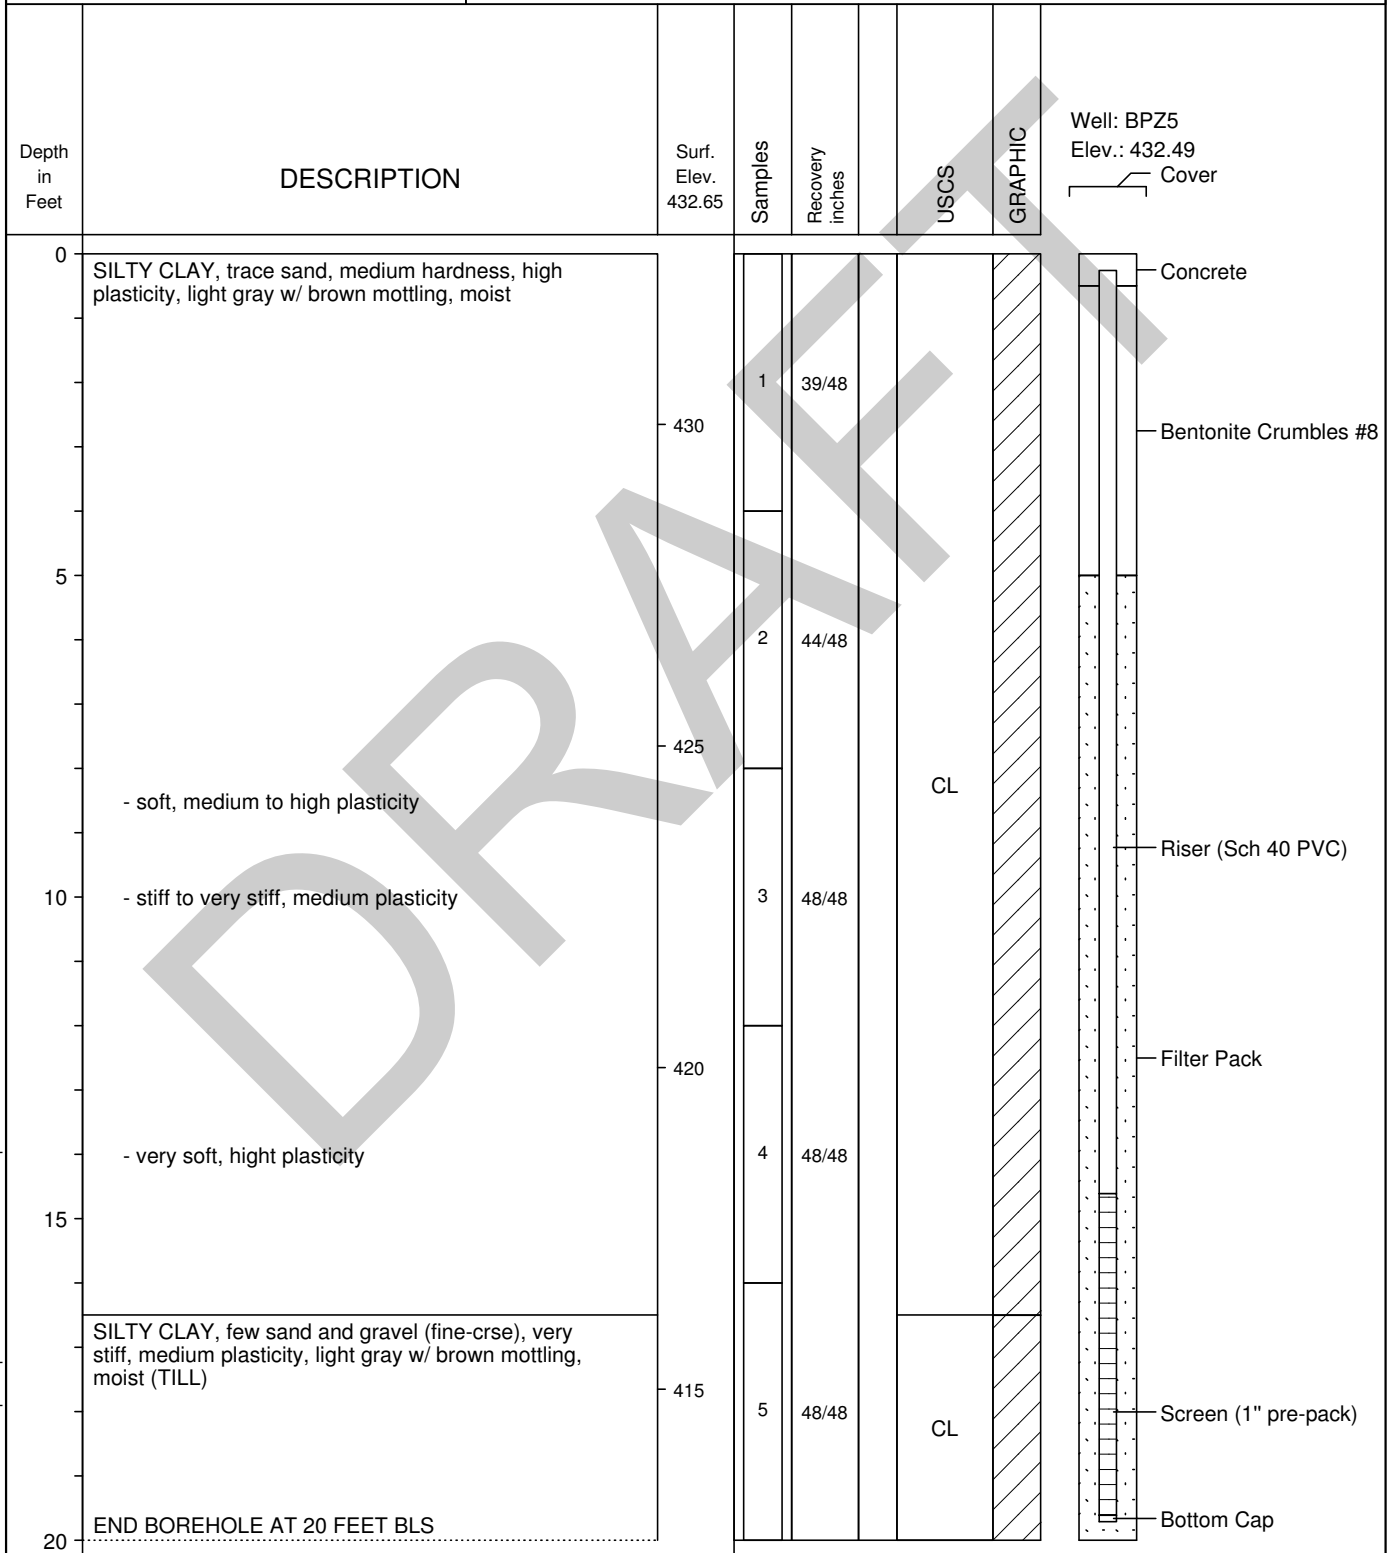 Depth
in
Feet
DESCRIPTION
Surf.
Elev.
432.65
Samples
Recovery
inches
USCS
GRAPHIC
Well: BPZ5
Elev.: 432.49
Cover
0
SILTY CLAY, trace sand, medium hardness, high
plasticity, light gray w/ brown mottling, moist
Concrete
1
39/48
430
Bentonite Crumbles #8
5
2
44/48
425
CL
- soft, medium to high plasticity
Riser (Sch 40 PVC)
10
- stiff to very stiff, medium plasticity
3
48/48
420
Filter Pack
- very soft, hight plasticity
4
48/48
15
SILTY CLAY, few sand and gravel (fine-crse), very
stiff, medium plasticity, light gray w/ brown mottling,
moist (TILL)
415
5
48/48
CL
Screen (1" pre-pack)
END BOREHOLE AT 20 FEET BLS
Bottom Cap
20
DRAFT